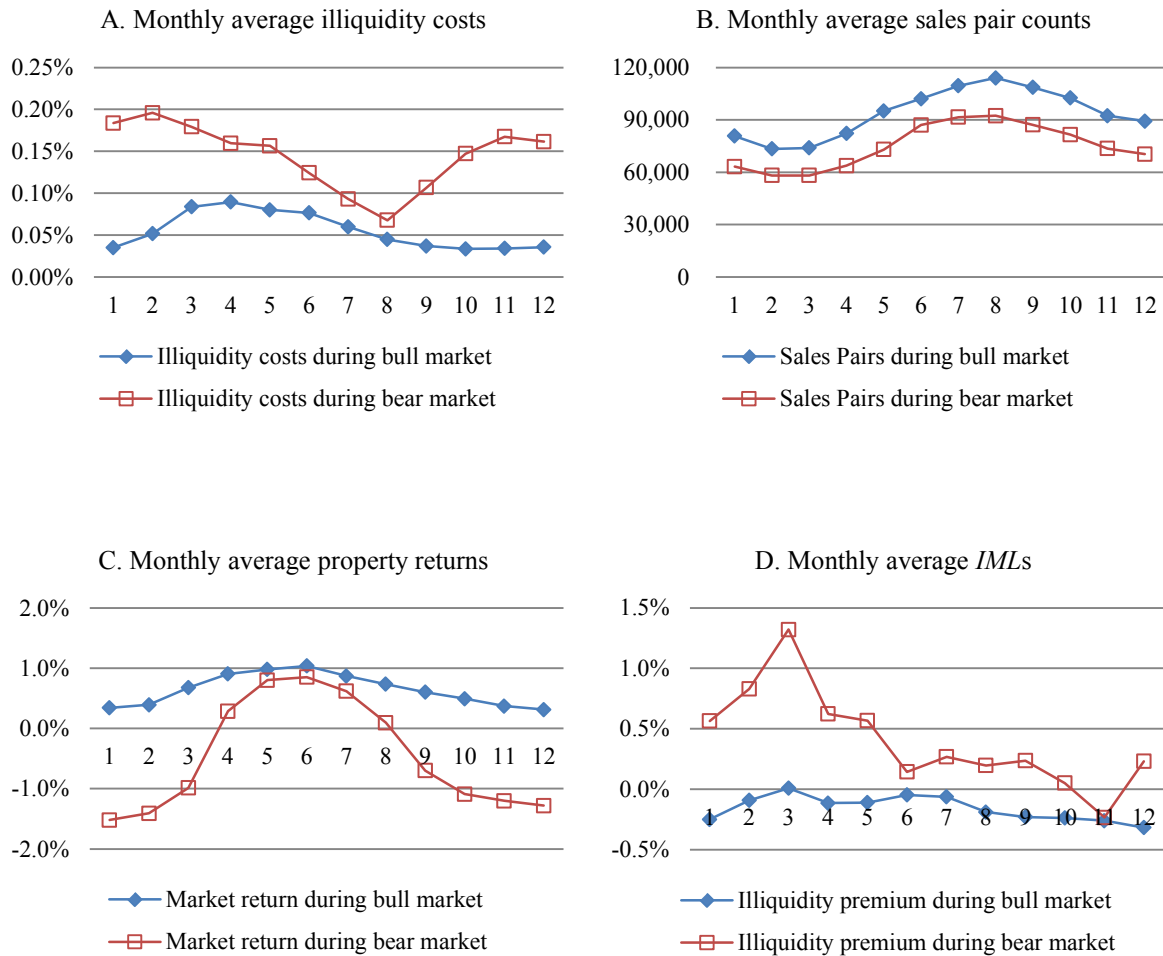 A. Monthly average illiquidity costs
0.25%
0.20%
0.15%
0.10%
0.05%
0.00%
1 2 3 4 5 6 7 8 9 10 11 12
Illiquidity costs during bull market
Illiquidity costs during bear market
B. Monthly average sales pair counts
120,000
90,000
60,000
30,000
0
1 2 3 4 5 6 7 8 9 10 11 12
Sales Pairs during bull market
Sales Pairs during bear market
C. Monthly average property returns
2.0%
1.0%
0.0%
-1.0%
-2.0%
1 2 3 4 5 6 7 8 9 10 11 12
Market return during bull market
Market return during bear market
D. Monthly average IMLs
1.5%
1.0%
0.5%
0.0%
-0.5%
1 2 3 4 5 6 7 8 9 10 11 12
Illiquidity premium during bull market
Illiquidity premium during bear market